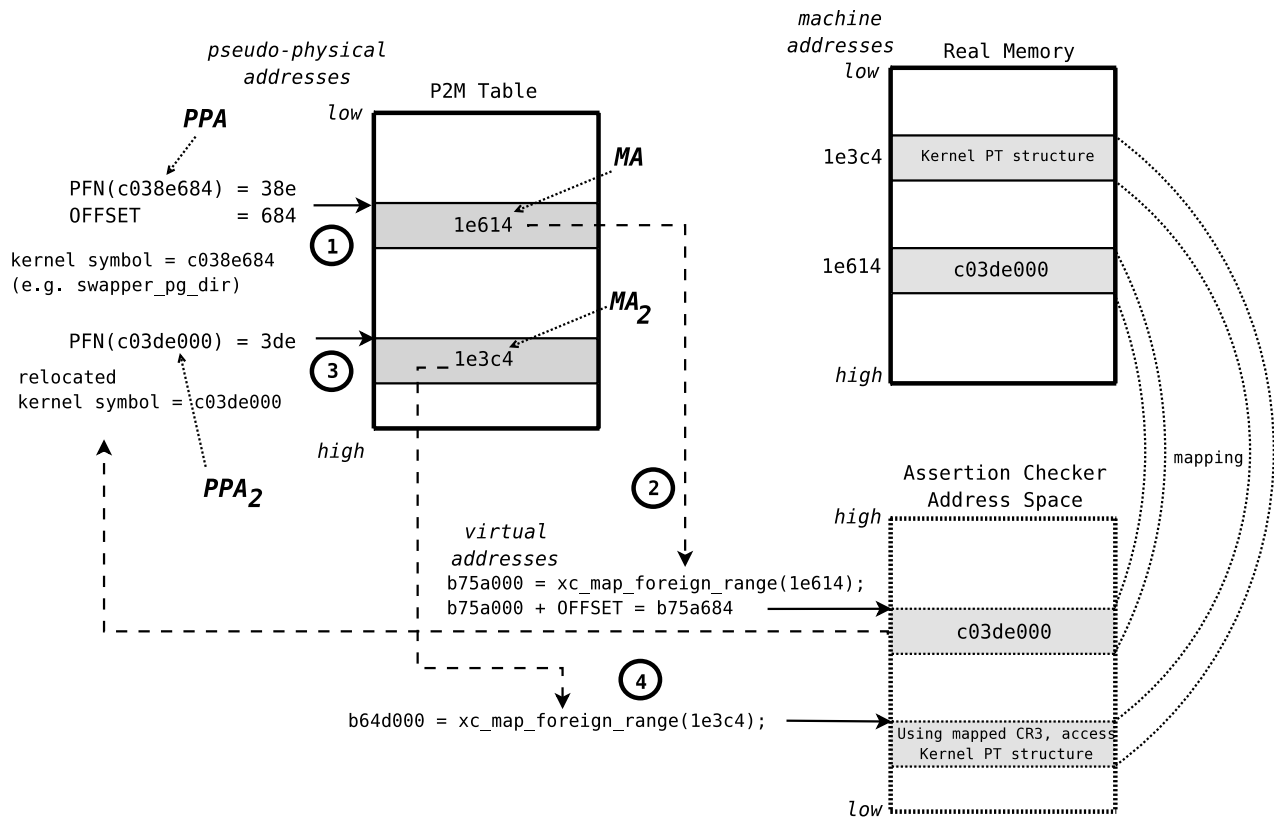 machine
addresses
Real Memory
low
pseudo-physical
addresses
P2M Table
low
PPA
MA
1e3c4
Kernel PT structure
PFN(c038e684) = 38e
OFFSET = 684
1
1e614
kernel symbol = c038e684
(e.g. swapper_pg_dir)
1e614
c03de000
MA2
PFN(c03de000) = 3de
3
1e3c4
relocated
kernel symbol = c03de000
high
high
PPA2
mapping
Assertion Checker
Address Space
high
2
virtual
addresses
b75a000 = xc_map_foreign_range(1e614);
b75a000 + OFFSET = b75a684
c03de000
4
b64d000 = xc_map_foreign_range(1e3c4);
Using mapped CR3, access
Kernel PT structure
low